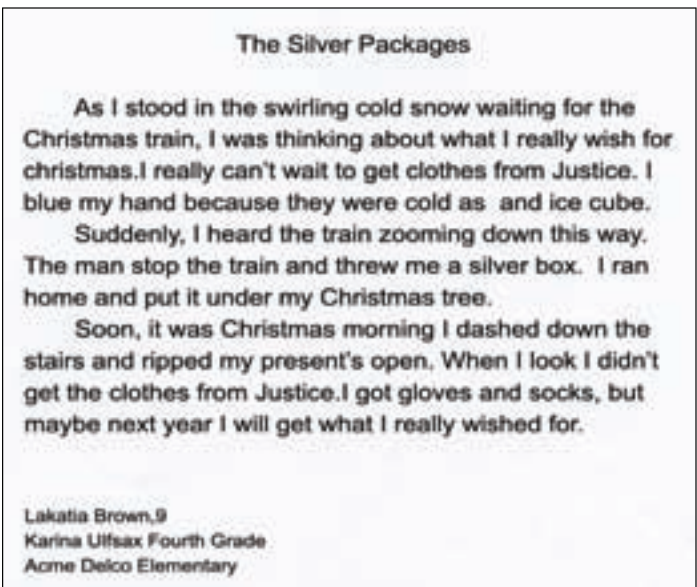 The Silver Packages
As I stood in the swirling cold snow waiting for the
Christmas train, I was thinking about what I really wish for
christmas.I really can't wait to get clothes from Justice. I
blue my hand because they were cold as  and ice cube.
Suddenly, I heard the train zooming down this way.
The man stop the train and threw me a silver box.  I ran
home and put it under my Christmas tree.
Soon, it was Christmas morning I dashed down the
stairs and ripped my present's open. When I look I didn't
get the clothes from Justice.I got gloves and socks, but
maybe next year I will get what I really wished for.
Lakatia Brown,9
Karina Ulfsax Fourth Grade
Acme Delco Elementary